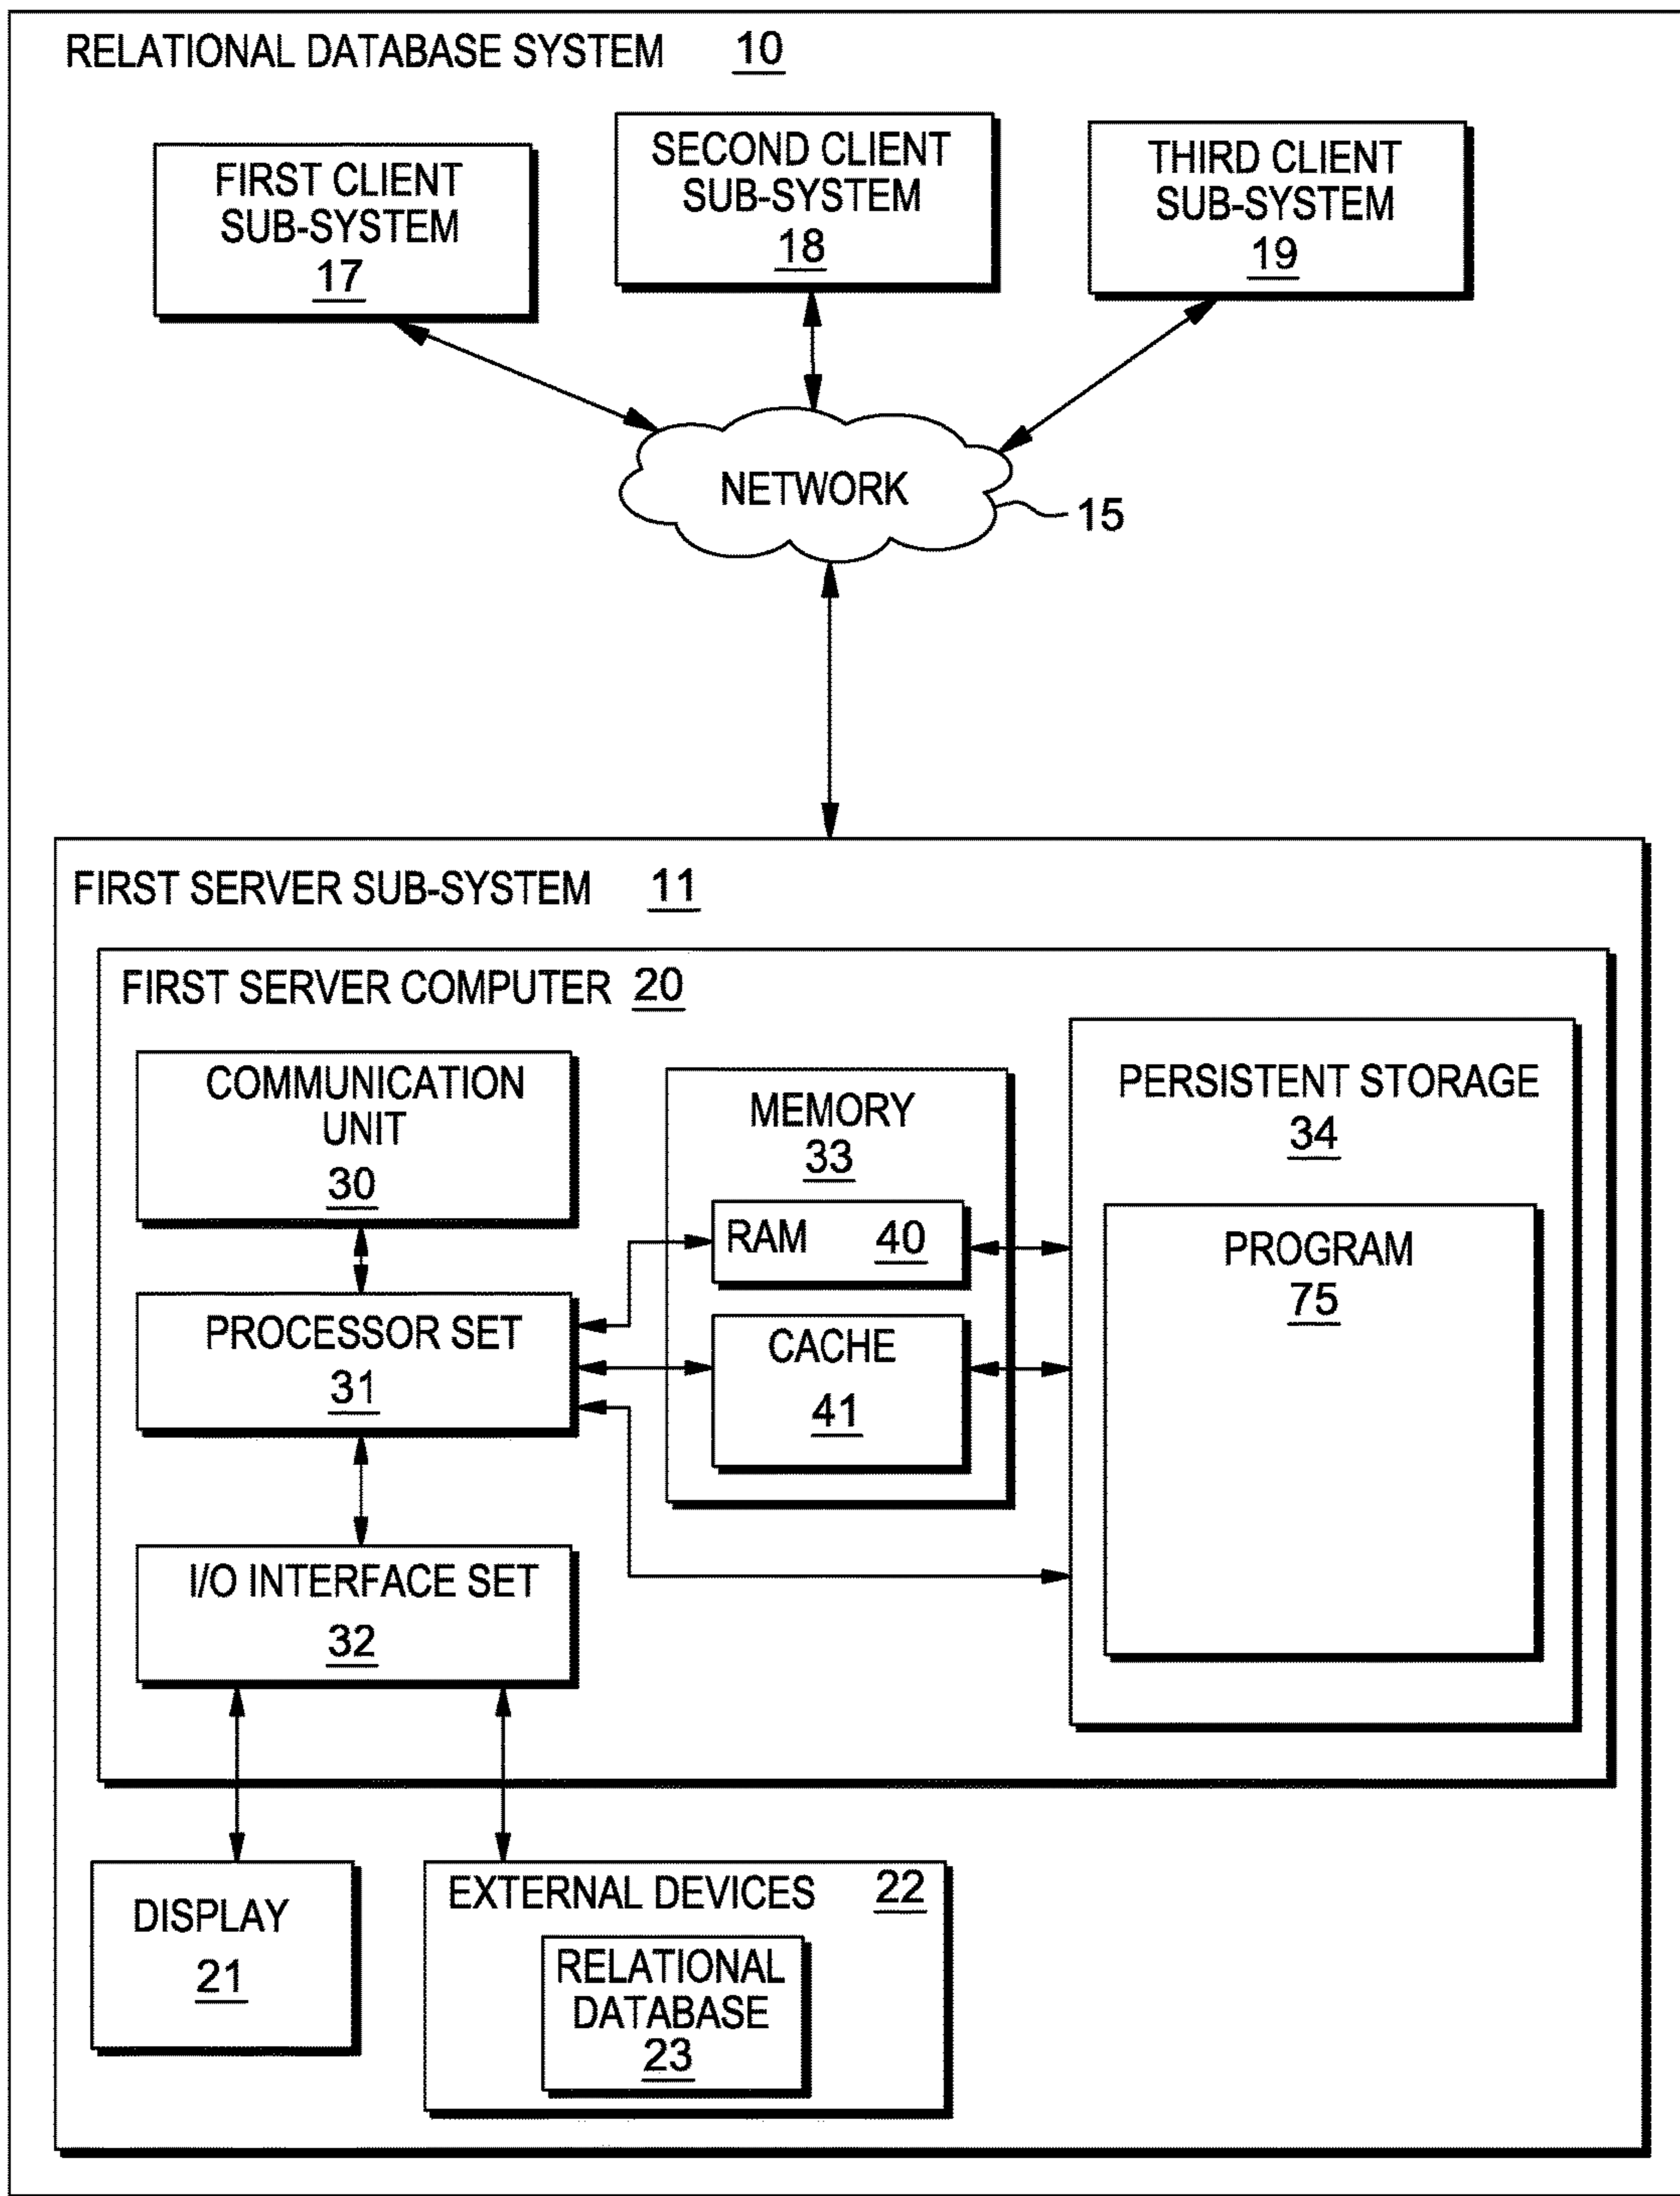 RELATIONAL DATABASE SYSTEM 10
FIRST CLIENT
SUB-SYSTEM
17
SECOND CLIENT
SUB-SYSTEM
18
THIRD CLIENT
SUB-SYSTEM
19
NETWORK
15
FIRST SERVER SUB-SYSTEM 11
FIRST SERVER COMPUTER 20
COMMUNICATION
UNIT
30
PROCESSOR SET
31
I/O INTERFACE SET
32
MEMORY
33
RAM 40
CACHE
41
PERSISTENT STORAGE
34
PROGRAM
75
DISPLAY
21
EXTERNAL DEVICES 22
RELATIONAL
DATABASE
23